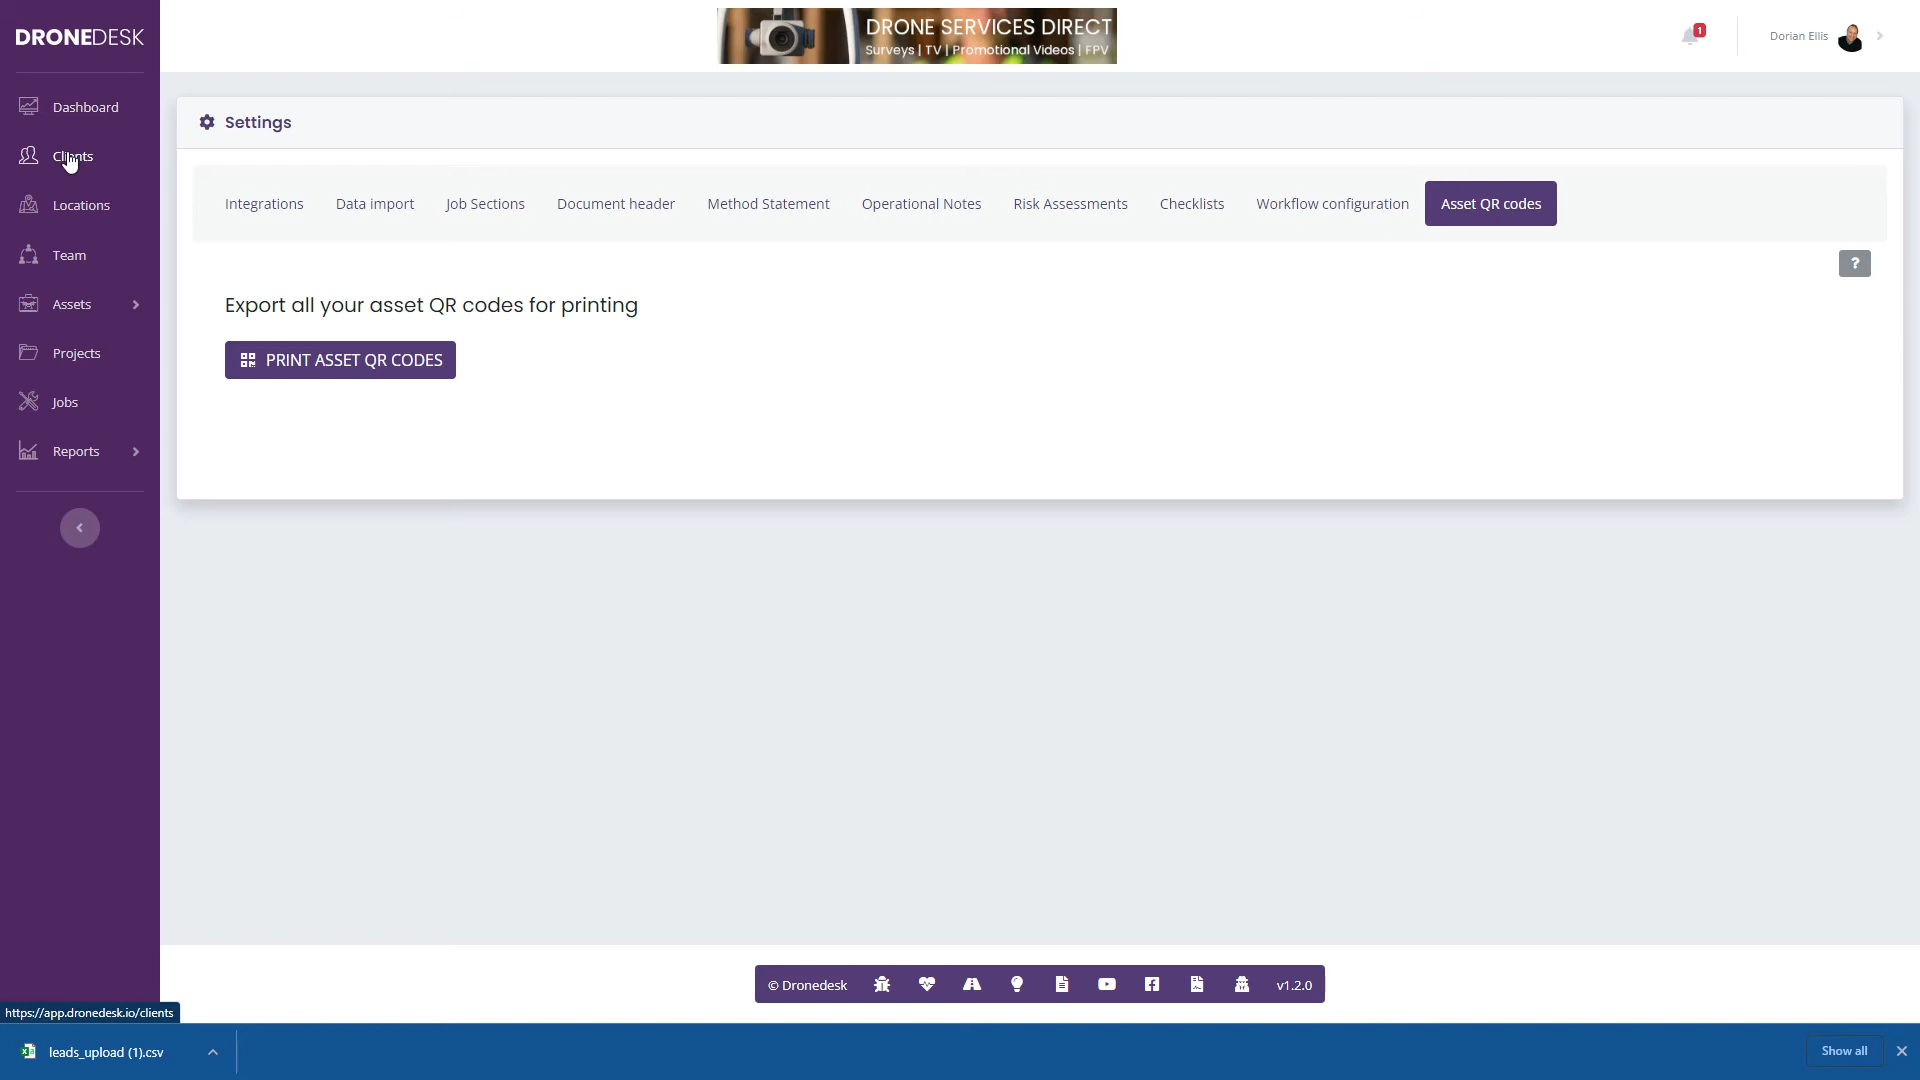 DRONEDESK
DRONE SERVICES DIRECT
Surveys | TV | Promotional Videos | FPV
1
Dorian Ellis
Dashboard
Clients
Locations
Team
Assets
Projects
Jobs
Reports
Settings
Integrations
Data import
Job Sections
Document header
Method Statement
Operational Notes
Risk Assessments
Checklists
Workflow configuration
Asset QR codes
?
Export all your asset QR codes for printing
PRINT ASSET QR CODES
© Dronedesk
v1.2.0
https://app.dronedesk.io/clients
leads_upload (1).csv
Show all